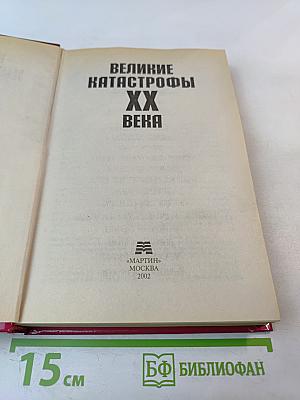 ВЕЛИКИЕ
КАТАСТРОФЫ
XX
ВЕКА
«МАРТИН»
МОСКВА
2002
15 см
БФ БИБЛИОФАН